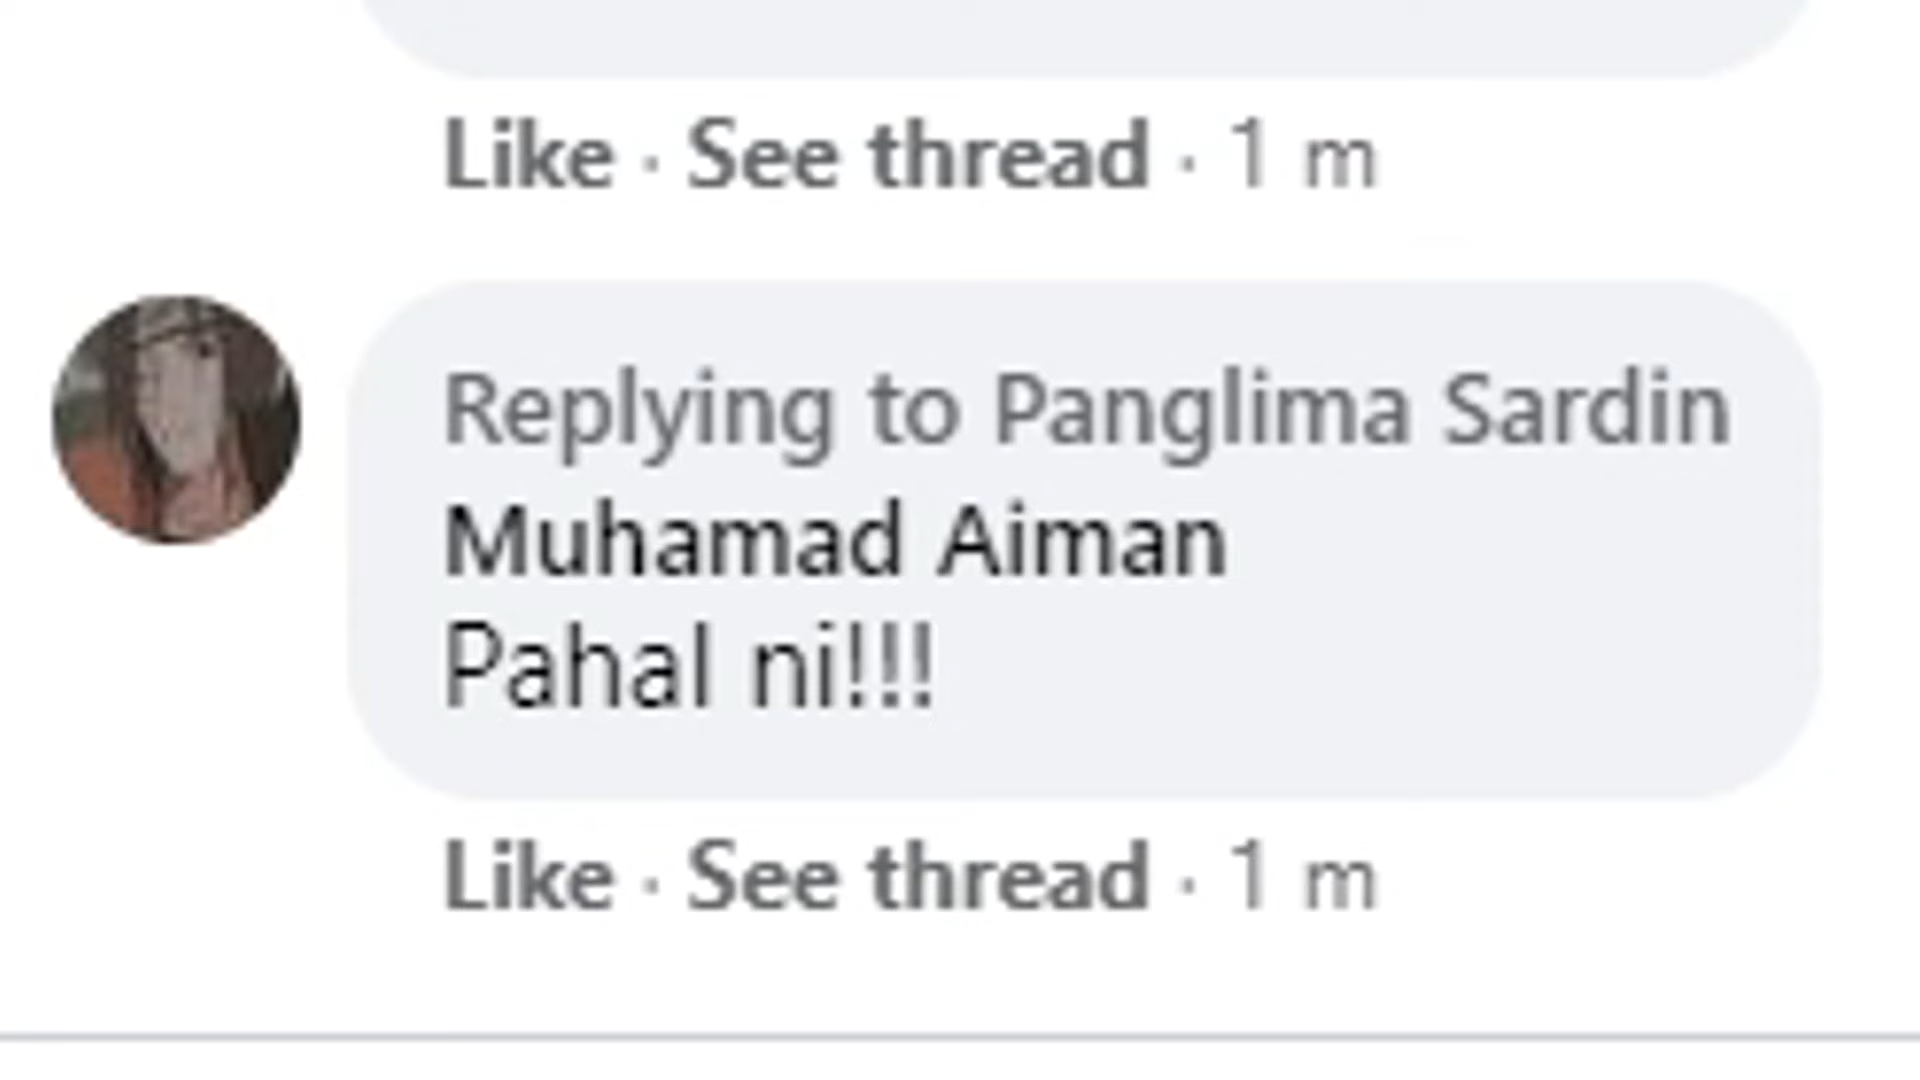 Like · See thread · 1 m
Replying to Panglima Sardin
Muhamad Aiman
Pahal ni!!!
Like · See thread · 1 m